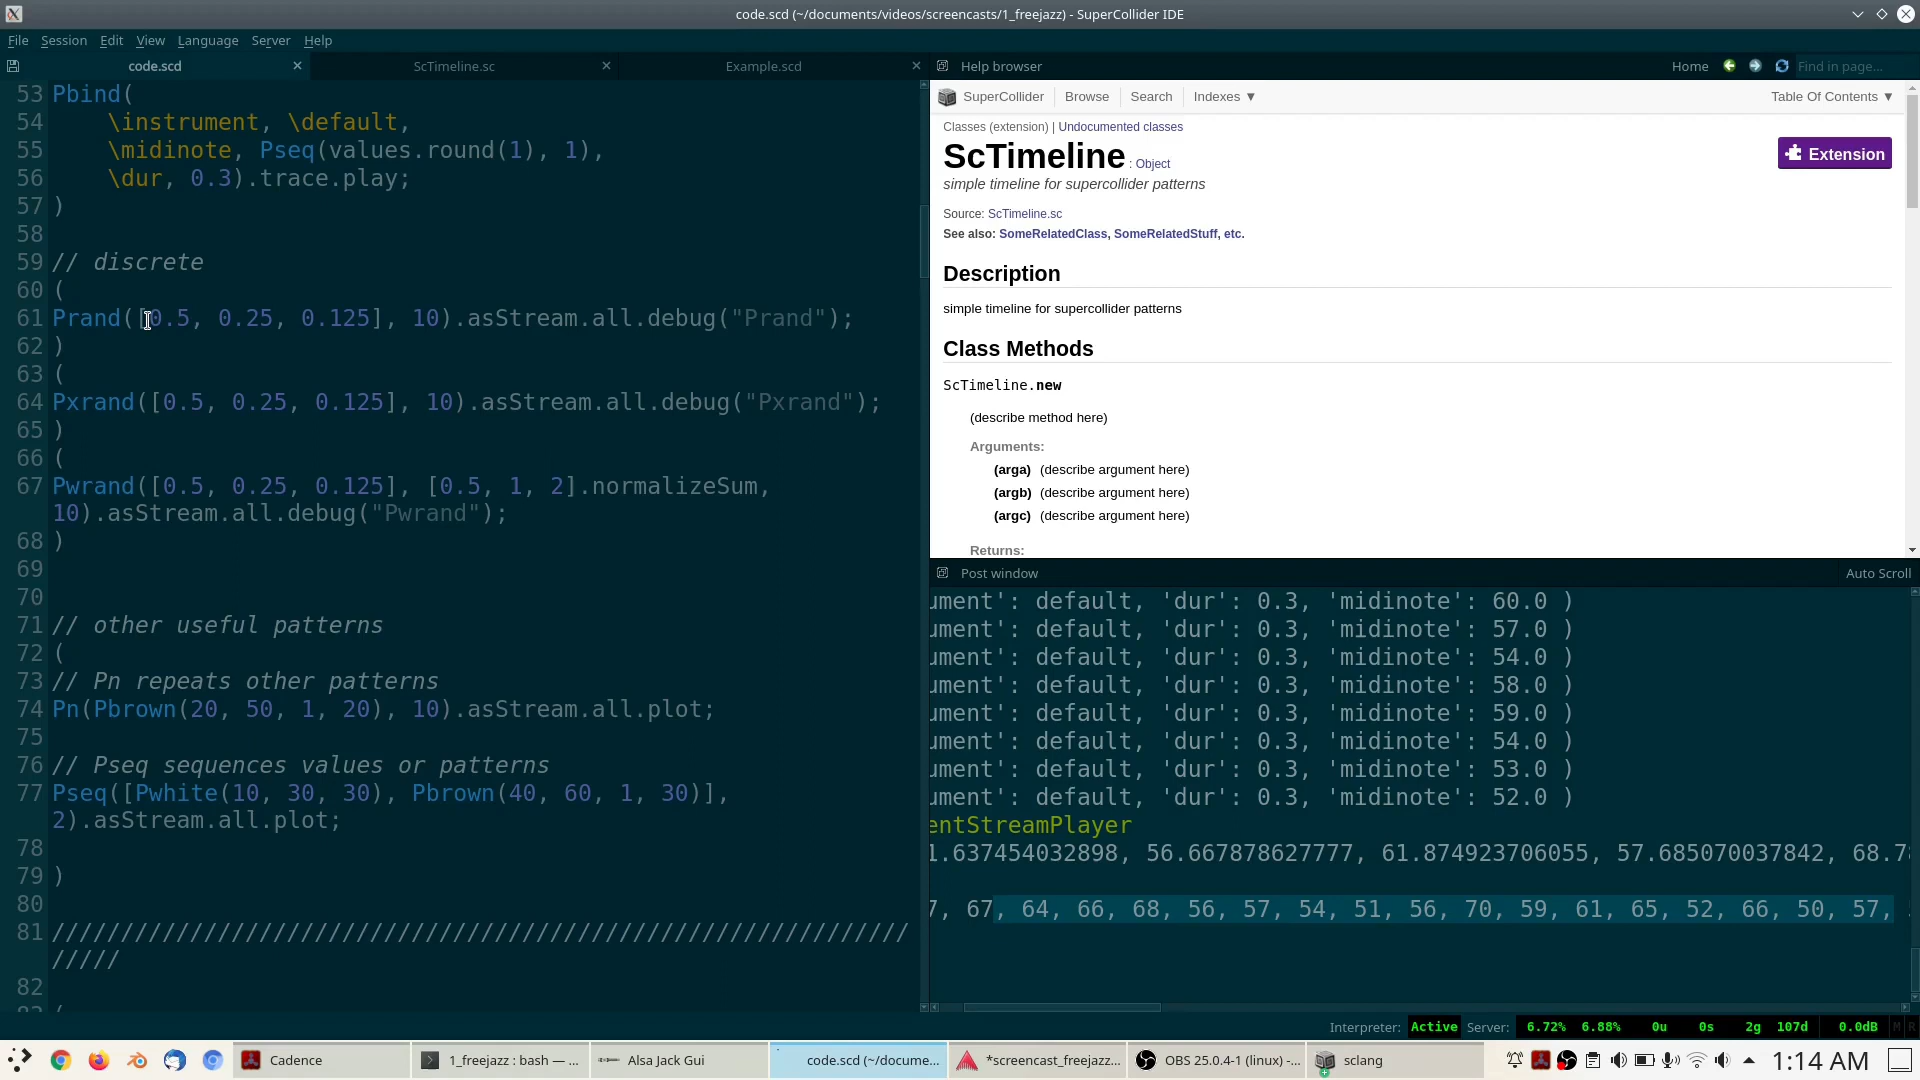 code.scd (~/documents/videos/screencasts/1_freejazz) - SuperCollider IDE
File Session Edit View Language Server Help
code.scd ScTimeline.sc Example.scd
53 Pbind(
54 \instrument, \default,
55 \midinote, Pseq(values.round(1), 1),
56 \dur, 0.3).trace.play;
57 )
58
59 // discrete
60 (
61 Prand([0.5, 0.25, 0.125], 10).asStream.all.debug("Prand");
62 )
63 (
64 Pxrand([0.5, 0.25, 0.125], 10).asStream.all.debug("Pxrand");
65 )
66 (
67 Pwrand([0.5, 0.25, 0.125], [0.5, 1, 2].normalizeSum,
10).asStream.all.debug("Pwrand");
68 )
69
70
71 // other useful patterns
72 (
73 // Pn repeats other patterns
74 Pn(Pbrown(20, 50, 1, 20), 10).asStream.all.plot;
75
76 // Pseq sequences values or patterns
77 Pseq([Pwhite(10, 30, 30), Pbrown(40, 60, 1, 30)],
2).asStream.all.plot;
78
79 )
80
81 //////////////////////////////////////////////////////////////
/////
82
Help browser Home Find in page...
SuperCollider Browse Search Indexes ▼ Table Of Contents ▼
Classes (extension) | Undocumented classes
ScTimeline : Object
Extension
simple timeline for supercollider patterns
Source: ScTimeline.sc
See also: SomeRelatedClass, SomeRelatedStuff, etc.
Description
simple timeline for supercollider patterns
Class Methods
ScTimeline.new
(describe method here)
Arguments:
(arga) (describe argument here)
(argb) (describe argument here)
(argc) (describe argument here)
Returns:
Post window Auto Scroll
ument': default, 'dur': 0.3, 'midinote': 60.0 )
ument': default, 'dur': 0.3, 'midinote': 57.0 )
ument': default, 'dur': 0.3, 'midinote': 54.0 )
ument': default, 'dur': 0.3, 'midinote': 58.0 )
ument': default, 'dur': 0.3, 'midinote': 59.0 )
ument': default, 'dur': 0.3, 'midinote': 54.0 )
ument': default, 'dur': 0.3, 'midinote': 53.0 )
ument': default, 'dur': 0.3, 'midinote': 52.0 )
entStreamPlayer
1.637454032898, 56.667878627777, 61.874923706055, 57.685070037842, 68.7
7, 67, 64, 66, 68, 56, 57, 54, 51, 56, 70, 59, 61, 65, 52, 66, 50, 57,
Interpreter: Active Server: 6.72% 6.88% 0u 0s 2g 107d 0.0dB M R
Cadence 1_freejazz : bash — ... Alsa Jack Gui code.scd (~/docume... *screencast_freejazz... OBS 25.0.4-1 (linux) -... sclang 1:14 AM